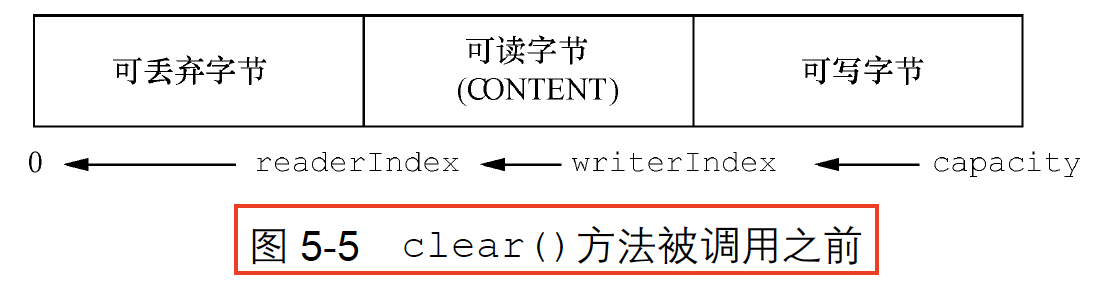 可丢弃字节
可读字节
(CONTENT)
可写字节
0 readerIndex writerIndex capacity
图 5-5 clear()方法被调用之前